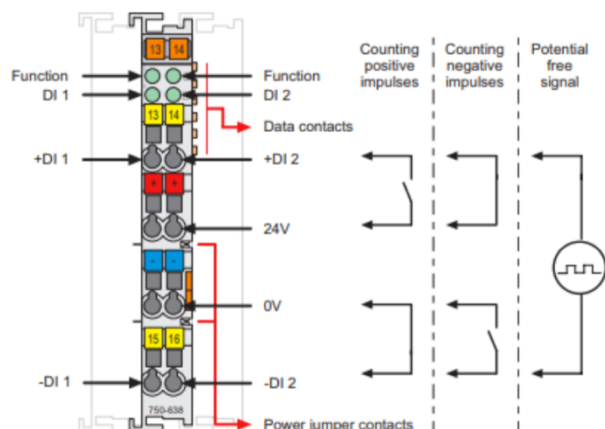 13 14
Function
Function
DI 1
DI 2
13 14
Data contacts
+DI 1
+DI 2
+ +
24V
- -
0V
15 16
-DI 1
-DI 2
750-638
Power jumper contacts
Counting
positive
impulses
Counting
negative
impulses
Potential
free
signal